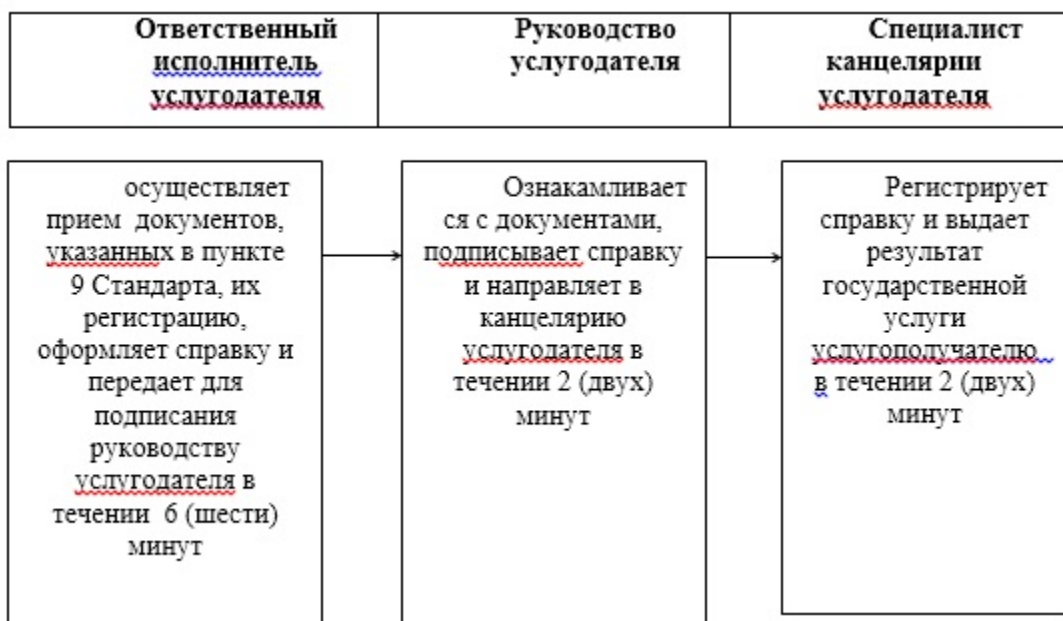 Ответственный
исполнитель
услугодателя
Руководство
услугодателя
Специалист
канцелярии
услугодателя
осуществляет
прием документов,
указанных в пункте
9 Стандарта, их
регистрацию,
оформляет справку и
передает для
подписания
руководству
услугодателя в
течении 6 (шести)
минут
Ознакамливает
ся с документами,
подписывает справку
и направляет в
канцелярию
услугодателя в
течении 2 (двух)
минут
Регистрирует
справку и выдает
результат
государственной
услуги
услугополучателю
в течении 2 (двух)
минут